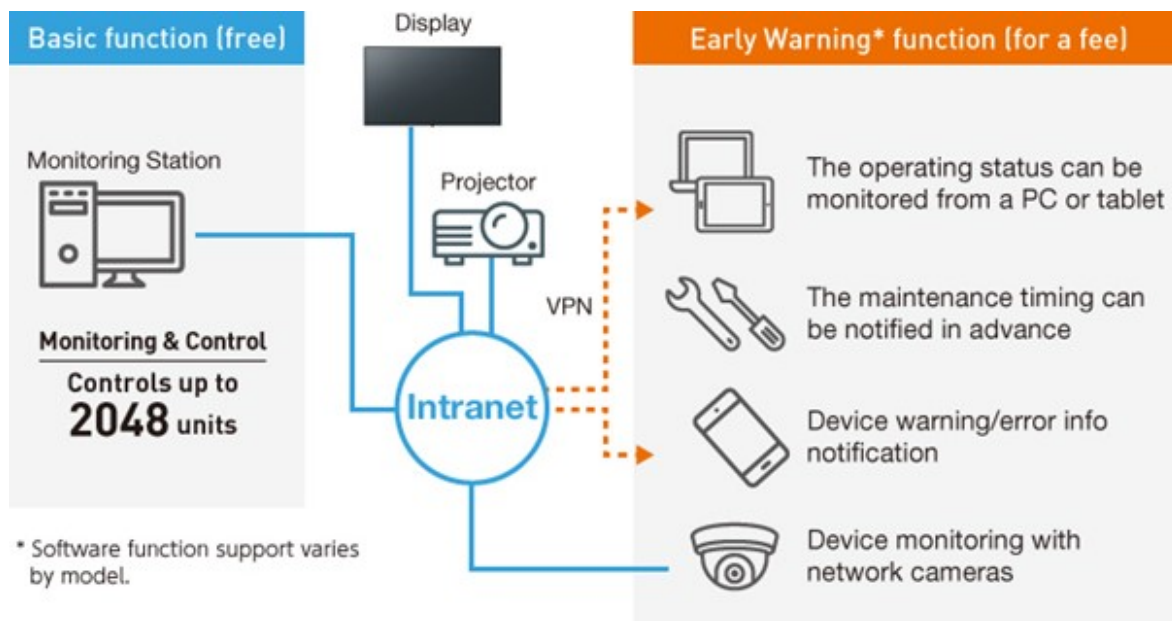 Basic function (free)
Monitoring Station
Monitoring & Control
Controls up to
2048 units
* Software function support varies
by model.
Display
Projector
VPN
Intranet
Early Warning* function (for a fee)
The operating status can be
monitored from a PC or tablet
The maintenance timing can
be notified in advance
Device warning/error info
notification
Device monitoring with
network cameras